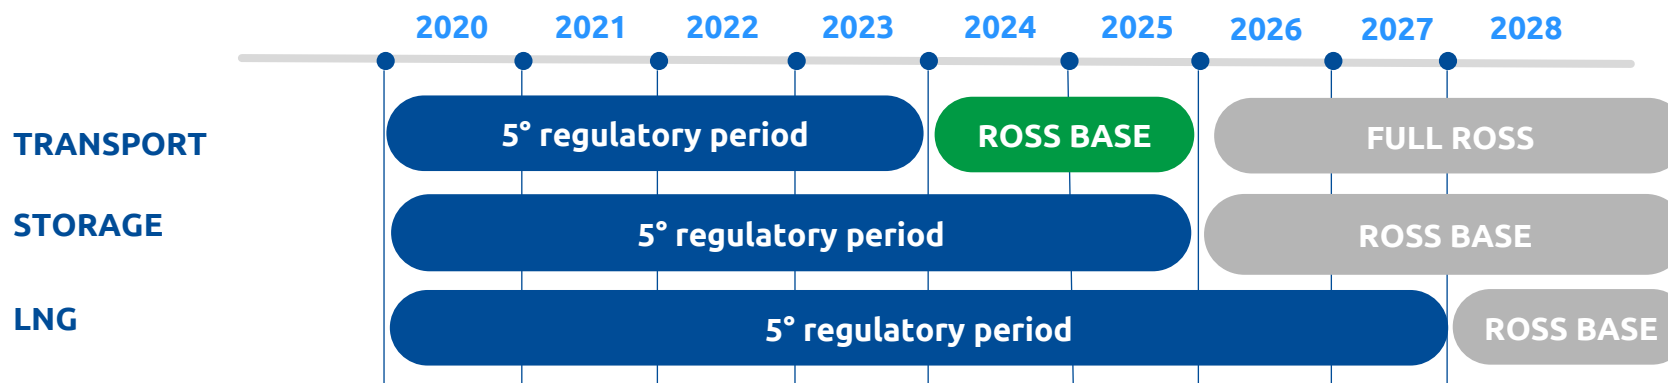 2020 2021 2022 2023 2024 2025 2026 2027 2028
TRANSPORT 5° regulatory period ROSS BASE FULL ROSS
STORAGE 5° regulatory period ROSS BASE
LNG 5° regulatory period ROSS BASE